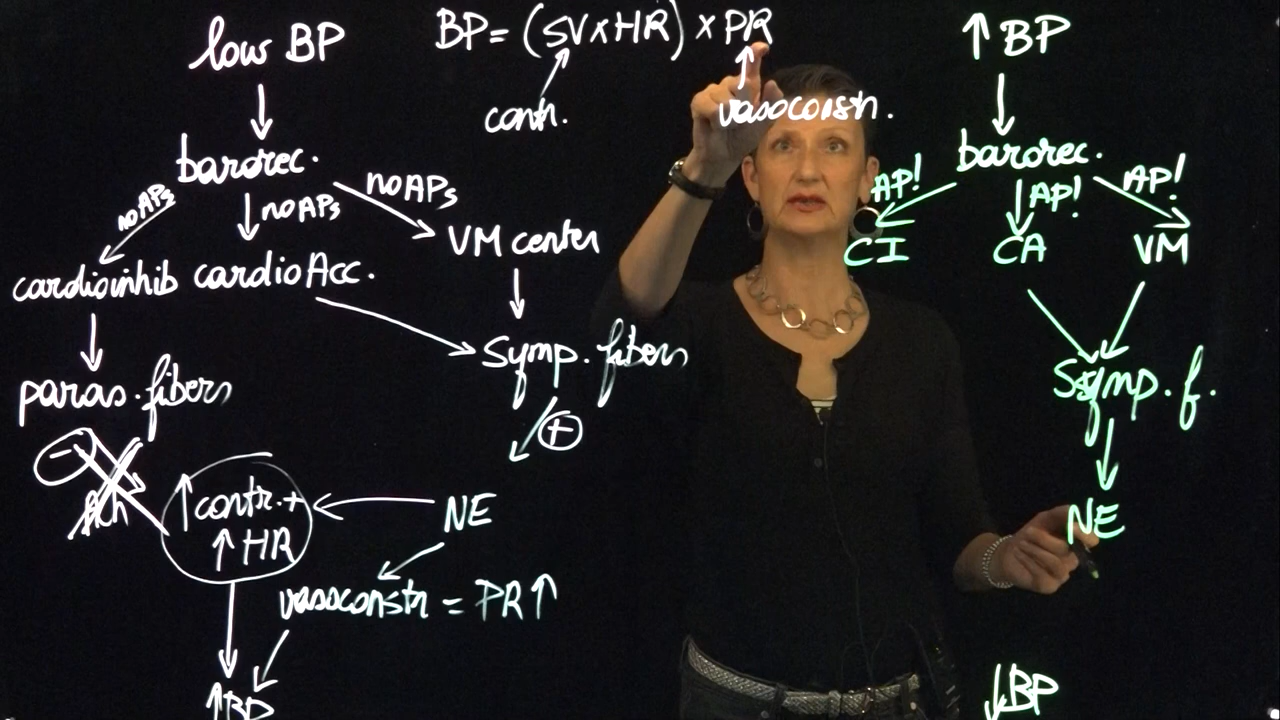 low BP
BP = (SV x HR) x PR
contr.
vasoconstr.
↓
barorec.
no APs
no APs
no APs
cardioinhib
cardioAcc.
VM center
paras. fibers
symp. fibers
⊖
⊕
↑ contr. +
↑ HR
NE
vasoconstr = PR ↑
↑BP
↑ BP
barorec.
AP!
AP!
AP!
CI
CA
VM
Symp. f.
NE
↓BP